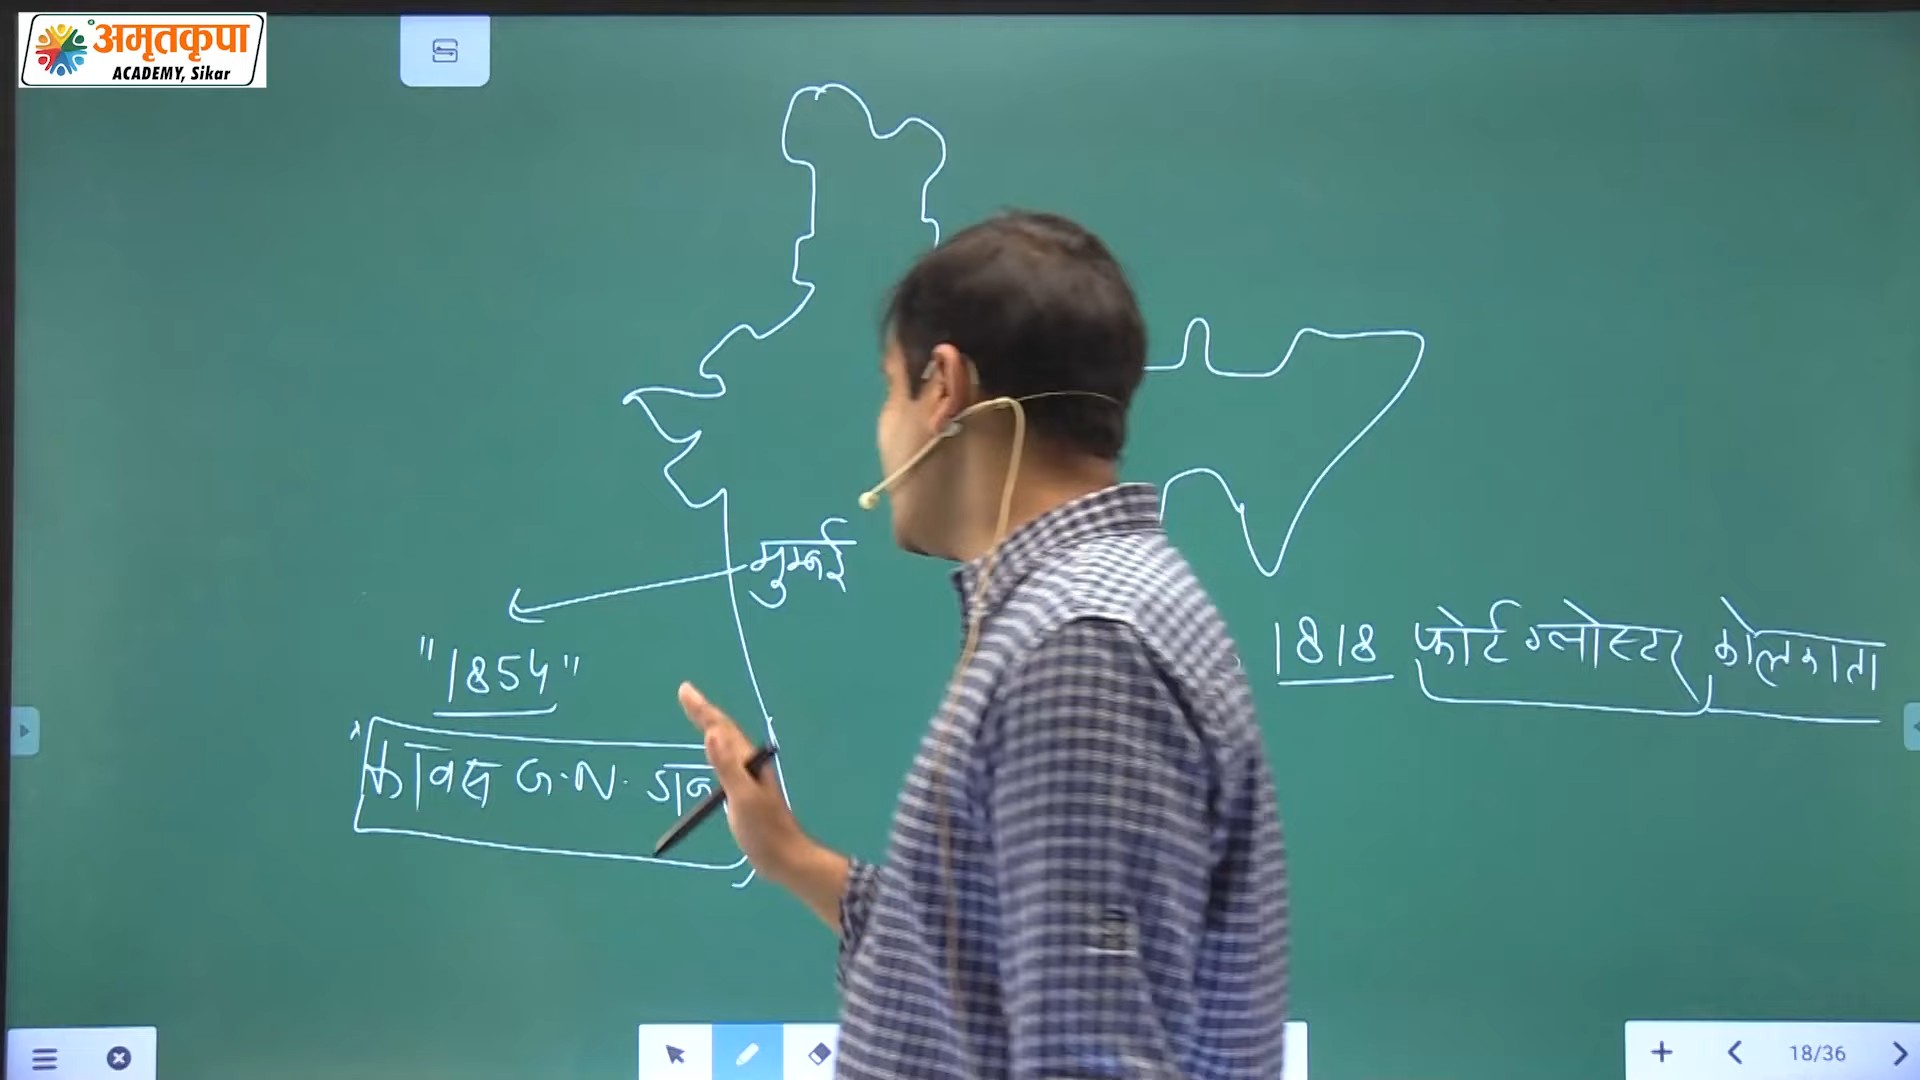 अमृतकृपा
ACADEMY, Sikar
मुम्बई
"1854"
1818 फोर्ट ग्लोस्टर कोलकाता
कावस G.N. डाब
18/36